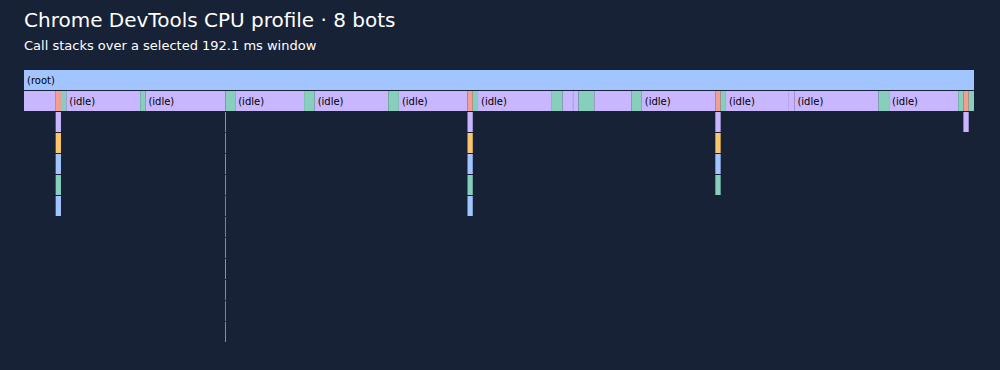 Chrome DevTools CPU profile · 8 bots
Call stacks over a selected 192.1 ms window
(root)
(idle) (idle) (idle) (idle) (idle) (idle) (idle) (idle) (idle) (idle)